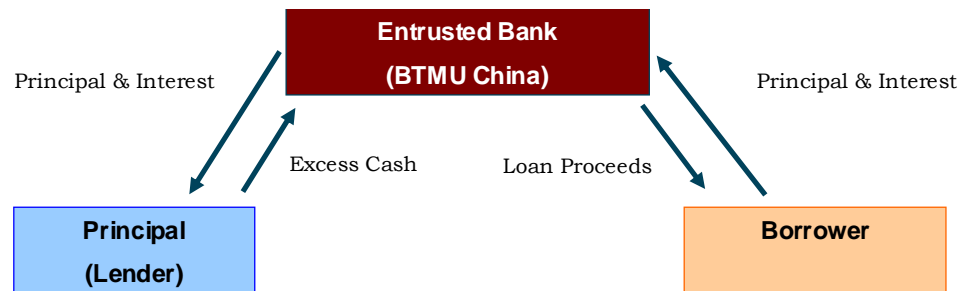 Entrusted Bank
(BTMU China)
Principal & Interest
Principal & Interest
Excess Cash
Loan Proceeds
Principal
(Lender)
Borrower